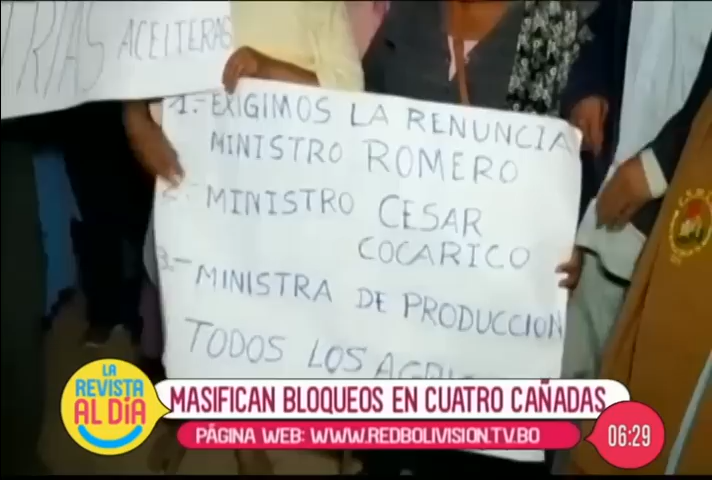 ACEITERAS
1.- EXIGIMOS LA RENUNCIA
MINISTRO ROMERO
2.- MINISTRO CESAR
COCARICO
3.- MINISTRA DE PRODUCCION
TODOS LOS
LA
REVISTA
AL DÍA
MASIFICAN BLOQUEOS EN CUATRO CAÑADAS
PÁGINA WEB: WWW.REDBOLIVISION.TV.BO
06:29